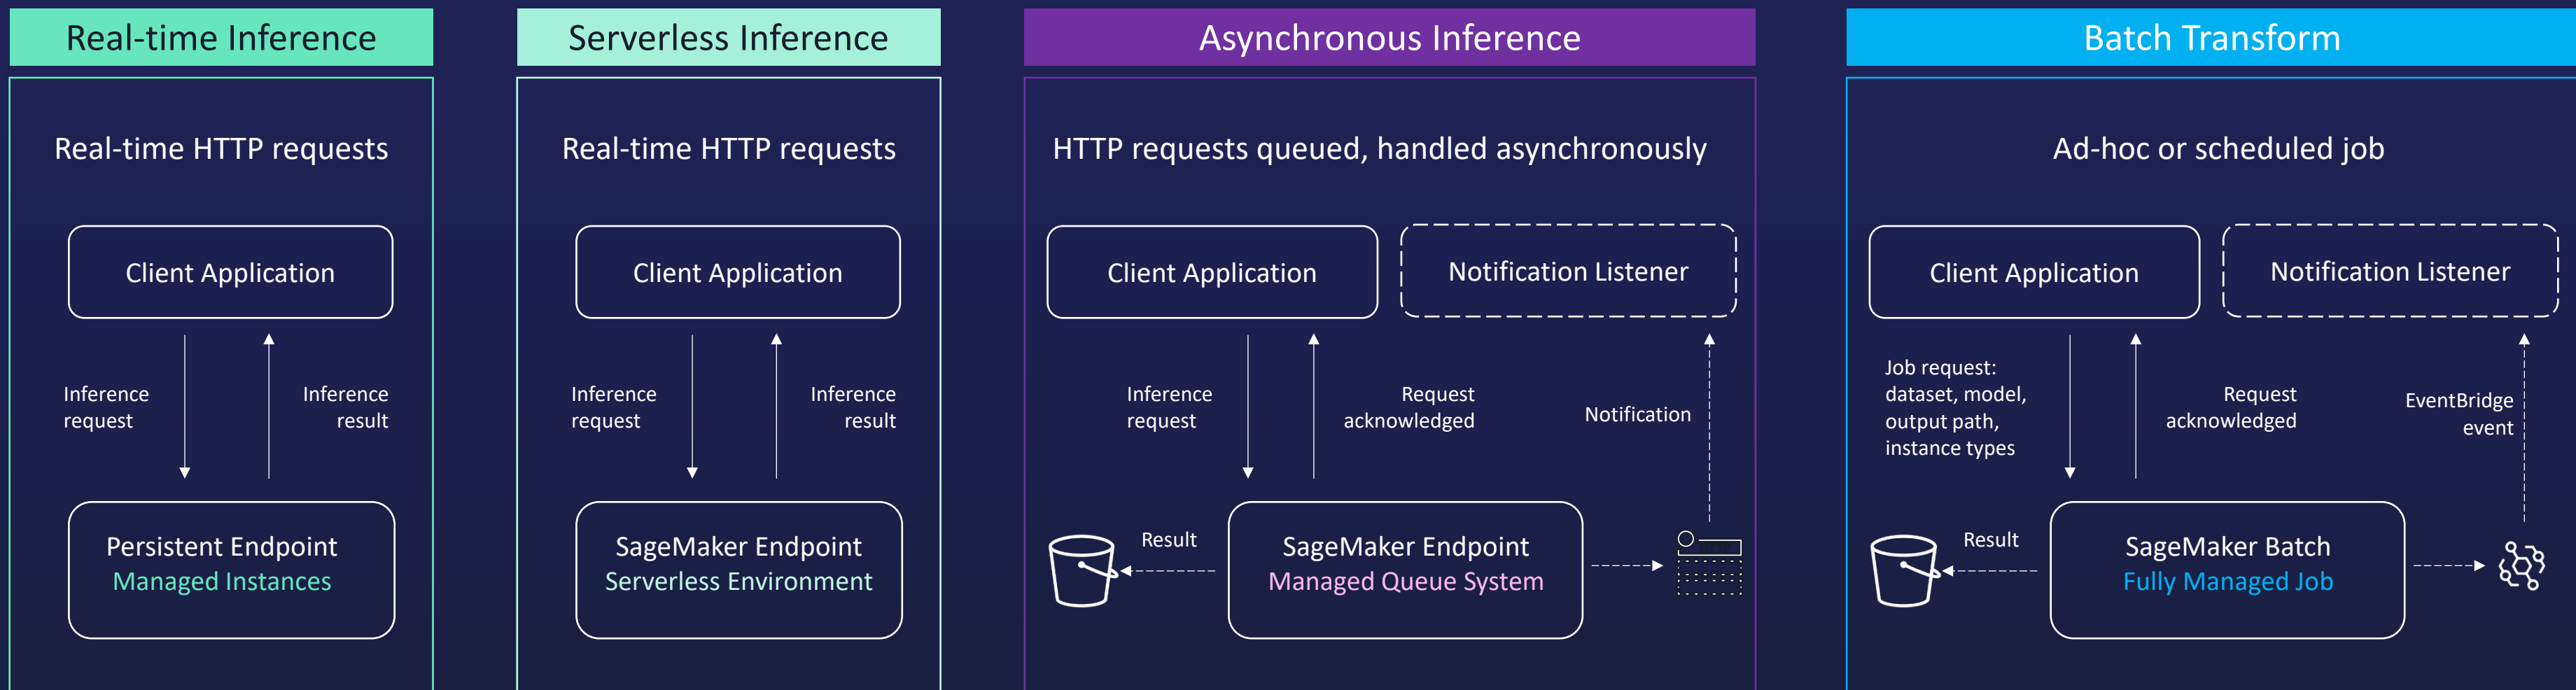 Real-time Inference
Real-time HTTP requests
Client Application
Inference
request
Inference
result
Persistent Endpoint
Managed Instances
Serverless Inference
Real-time HTTP requests
Client Application
Inference
request
Inference
result
SageMaker Endpoint
Serverless Environment
Asynchronous Inference
HTTP requests queued, handled asynchronously
Client Application
Notification Listener
Inference
request
Request
acknowledged
Notification
Result
SageMaker Endpoint
Managed Queue System
Batch Transform
Ad-hoc or scheduled job
Client Application
Notification Listener
Job request:
dataset, model,
output path,
instance types
Request
acknowledged
EventBridge
event
Result
SageMaker Batch
Fully Managed Job